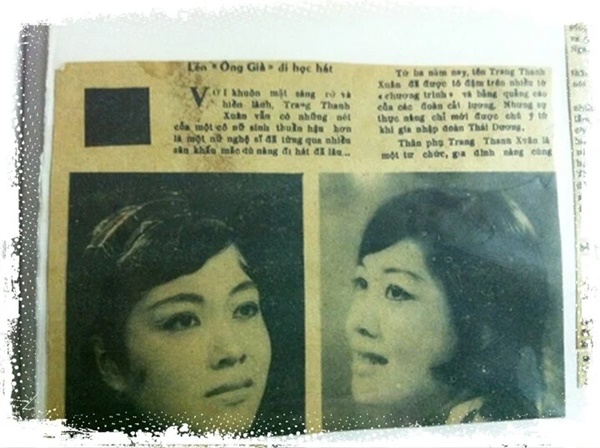 Lén «Ông Già» đi học hát
VỚI khuôn mặt sáng rỡ và
hiền lành, Trang Thanh
Xuân vẫn có những nét
của một cô nữ sinh thuần hậu hơn
là một nữ nghệ sĩ đã từng qua nhiều
sân khấu mặc dù nàng đi hát đã lâu...
Từ ba năm nay, tên Trang Thanh
Xuân đã được tô đậm trên nhiều tờ
«chương trình» và bảng quảng cáo
của các đoàn cải lương. Nhưng sự
thực nàng chỉ mới được chú ý từ
khi gia nhập đoàn Thái Dương.
Thân phụ Trang Thanh Xuân là
một tư chức, gia đình nàng cũng